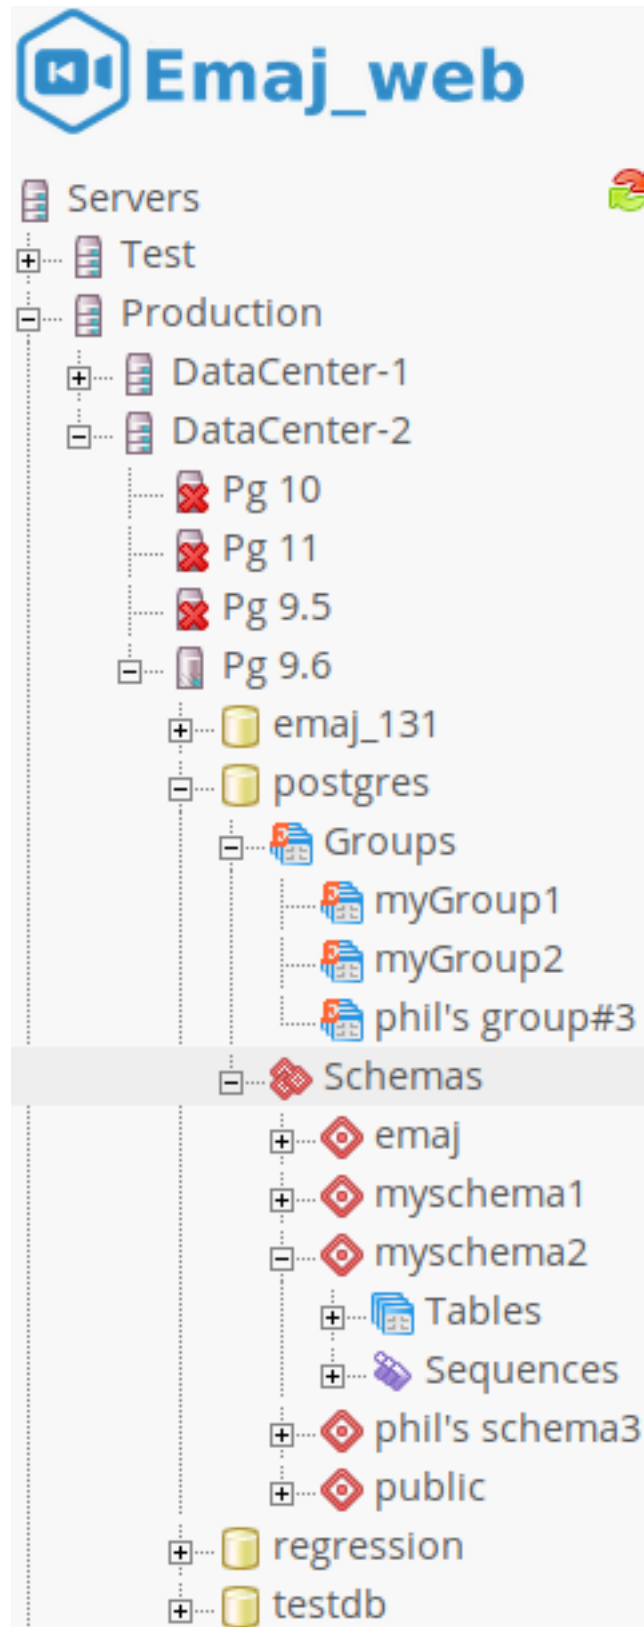 Emaj_web
Servers
Test
Production
DataCenter-1
DataCenter-2
Pg 10
Pg 11
Pg 9.5
Pg 9.6
emaj_131
postgres
Groups
myGroup1
myGroup2
phil's group#3
Schemas
emaj
myschema1
myschema2
Tables
Sequences
phil's schema3
public
regression
testdb